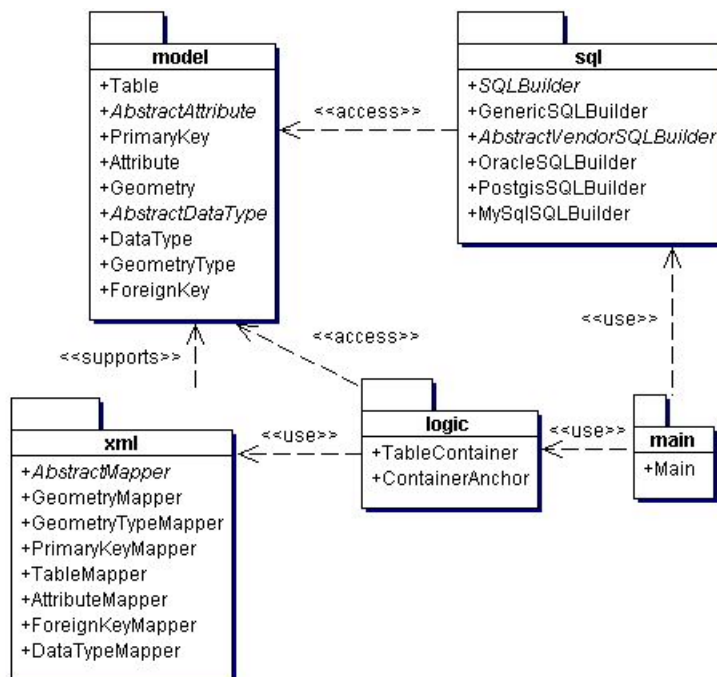 model
+Table
+AbstractAttribute
+PrimaryKey
+Attribute
+Geometry
+AbstractDataType
+DataType
+GeometryType
+ForeignKey
<<access>>
sql
+SQLBuilder
+GenericSQLBuilder
+AbstractVendorSQLBuilder
+OracleSQLBuilder
+PostgisSQLBuilder
+MySqlSQLBuilder
<<supports>>
<<access>>
<<use>>
xml
+AbstractMapper
+GeometryMapper
+GeometryTypeMapper
+PrimaryKeyMapper
+TableMapper
+AttributeMapper
+ForeignKeyMapper
+DataTypeMapper
<<use>>
logic
+TableContainer
+ContainerAnchor
<<use>>
main
+Main